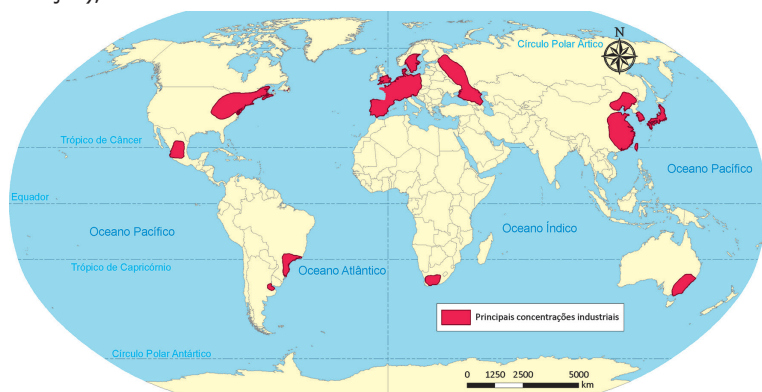 Círculo Polar Ártico
N
Trópico de Câncer
Oceano Pacífico
Equador
Oceano Pacífico
Oceano Índico
Trópico de Capricórnio
Oceano Atlântico
Principais concentrações industriais
Círculo Polar Antártico
0 1250 2500 5000
km